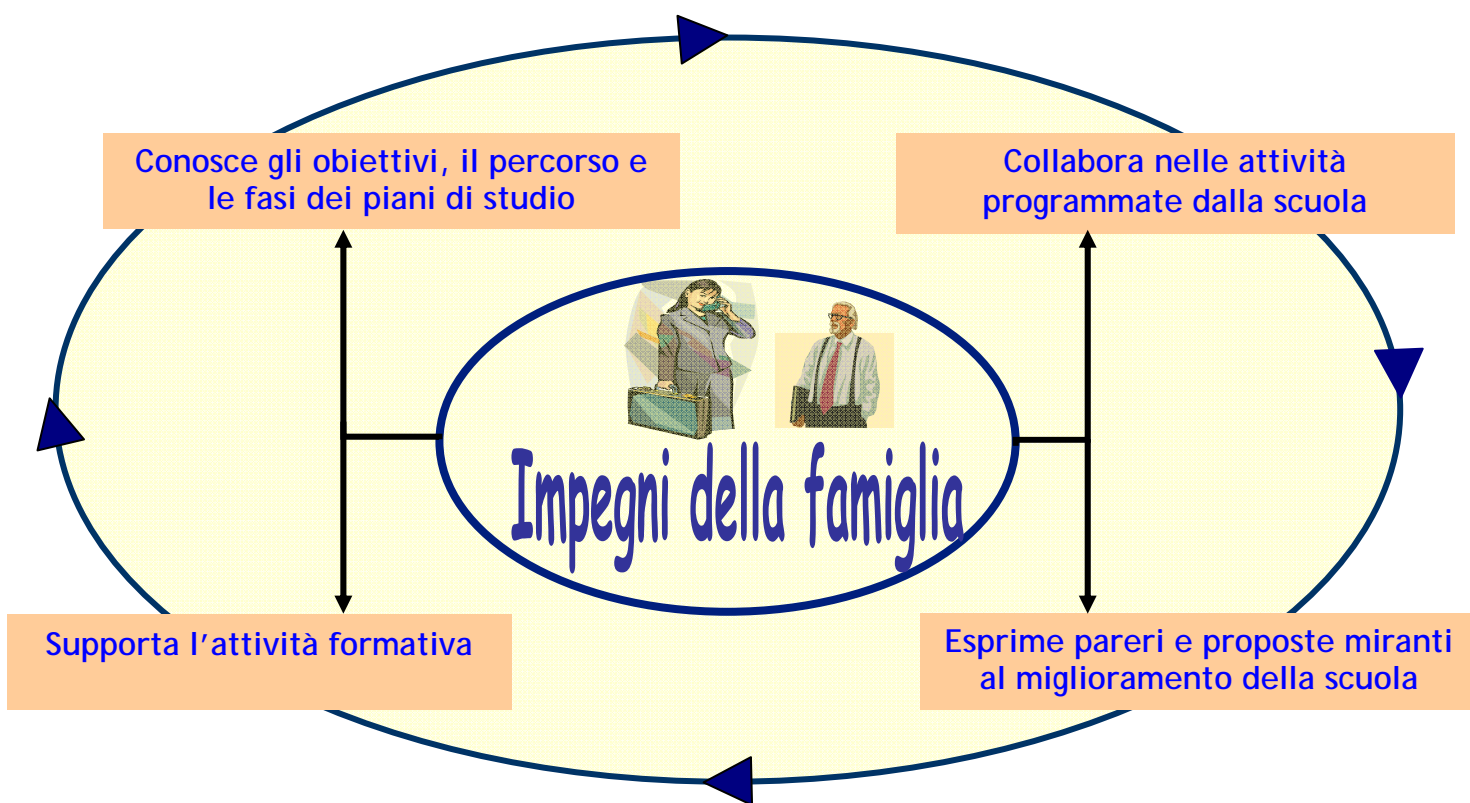 Conosce gli obiettivi, il percorso e
le fasi dei piani di studio
Collabora nelle attività
programmate dalla scuola
Impegni della famiglia
Supporta l’attività formativa
Esprime pareri e proposte miranti
al miglioramento della scuola